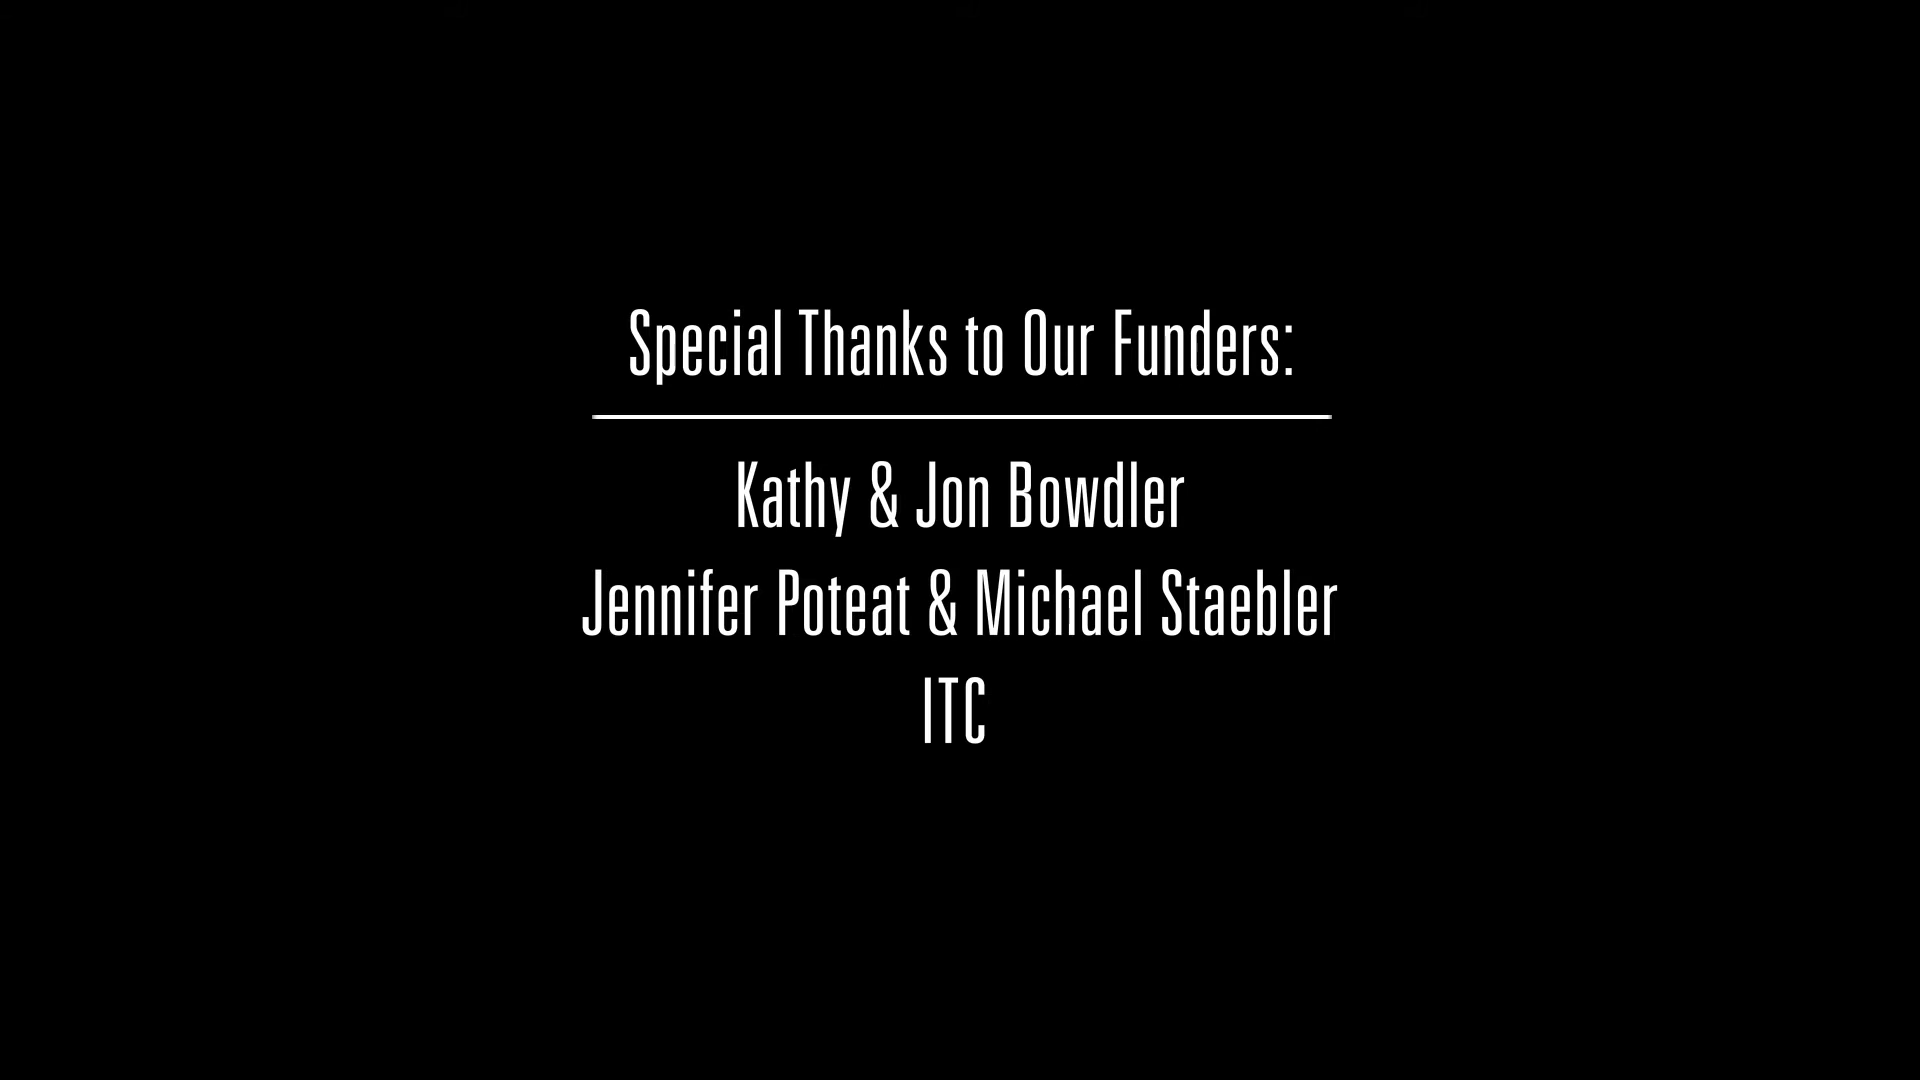 Special Thanks to Our Funders:
Kathy & Jon Bowdler
Jennifer Poteat & Michael Staebler
ITC